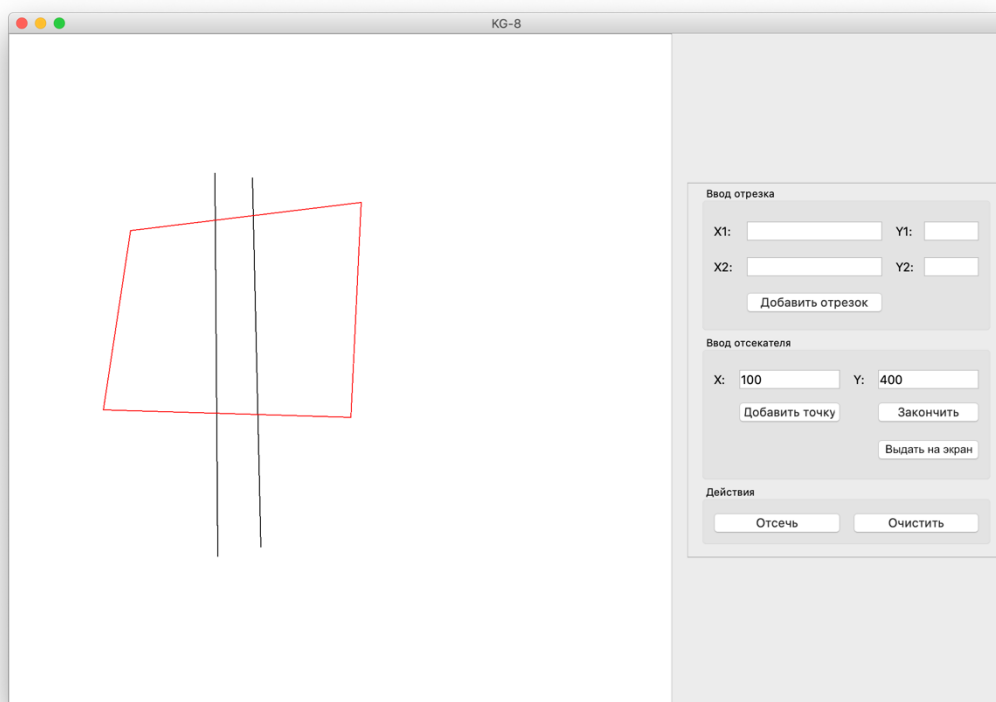 KG-8
Ввод отрезка
X1: Y1:
X2: Y2:
Добавить отрезок
Ввод отсекателя
X: 100 Y: 400
Добавить точку Закончить
Выдать на экран
Действия
Отсечь Очистить